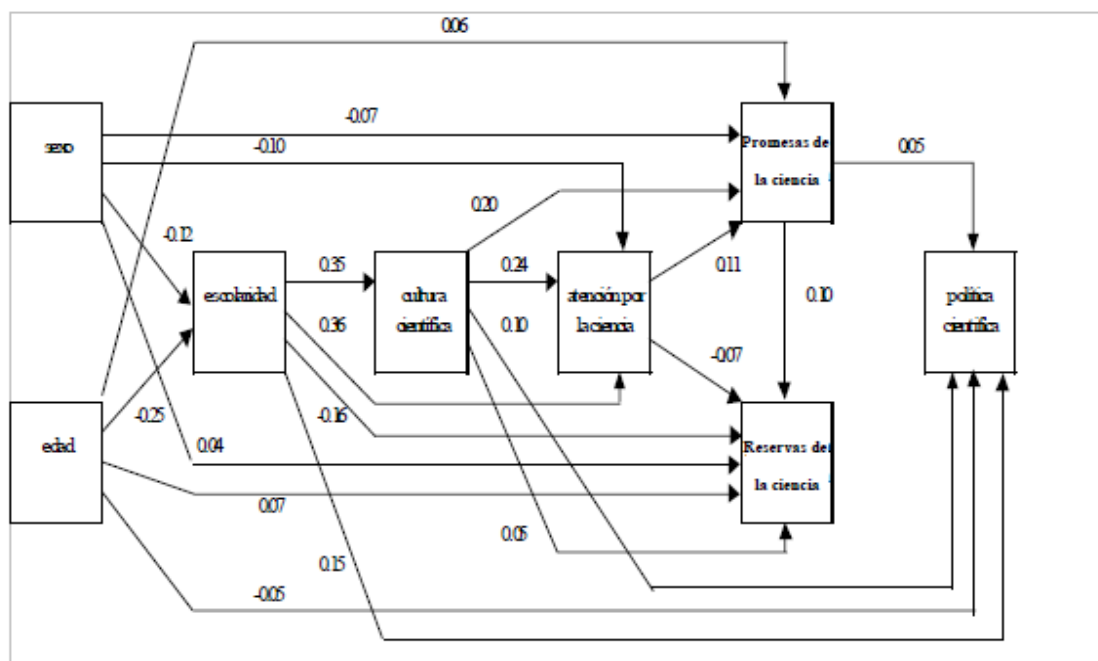 0.06
-0.07
sexo
-0.10
Promesas de
la ciencia
0.05
0.20
-0.12
0.35
0.24
0.11
escolaridad
cultura
científica
atención por
la ciencia
política
científica
0.36
0.10
0.10
-0.07
-0.25
-0.16
edad
0.04
Reservas de
la ciencia
0.07
0.05
0.15
-0.05